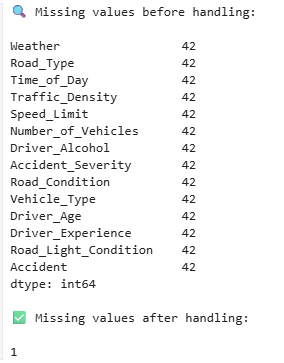 🔍 Missing values before handling:
Weather 42
Road_Type 42
Time_of_Day 42
Traffic_Density 42
Speed_Limit 42
Number_of_Vehicles 42
Driver_Alcohol 42
Accident_Severity 42
Road_Condition 42
Vehicle_Type 42
Driver_Age 42
Driver_Experience 42
Road_Light_Condition 42
Accident 42
dtype: int64
✅ Missing values after handling:
1